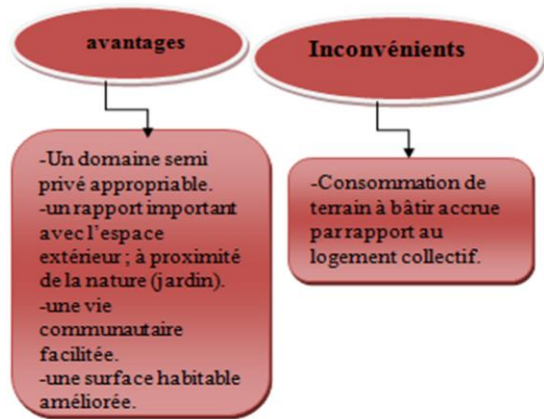 avantages
-Un domaine semi
privé appropriable.
-un rapport important
avec l’espace
extérieur ; à proximité
de la nature (jardin).
-une vie
communautaire
facilitée.
-une surface habitable
améliorée.
Inconvénients
-Consommation de
terrain à bâtir accrue
par rapport au
logement collectif.